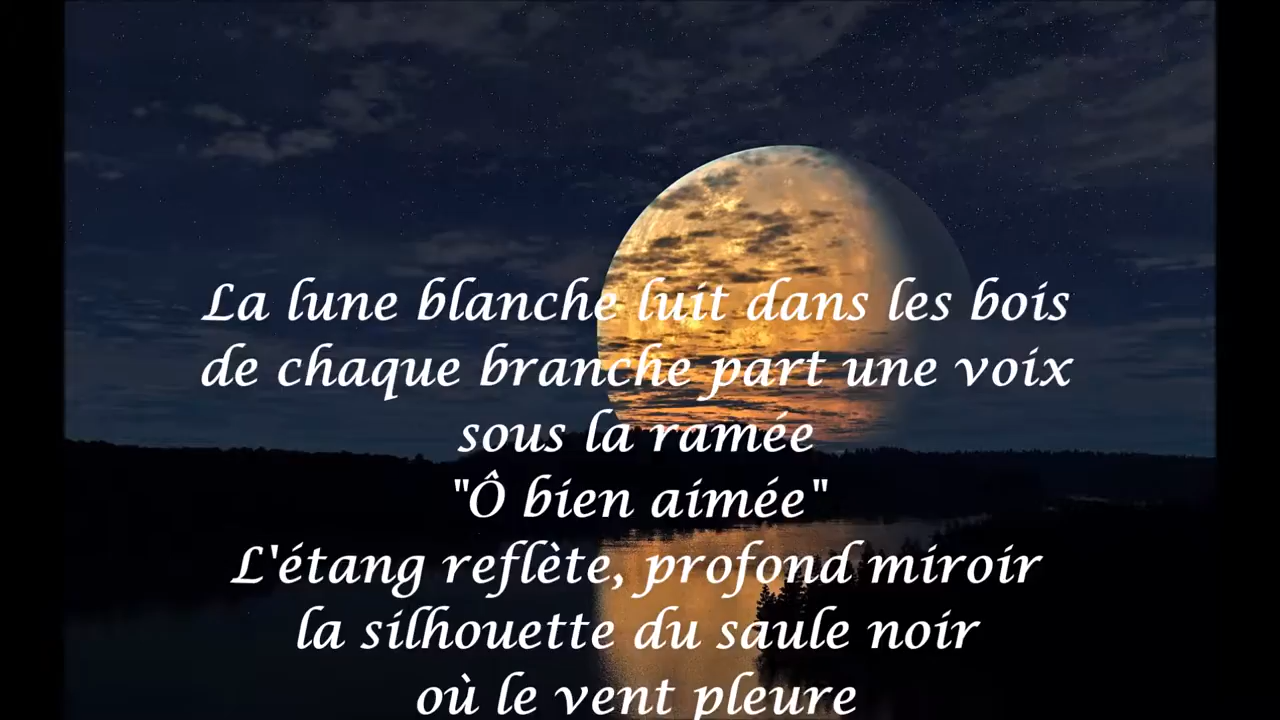 La lune blanche luit dans les bois
de chaque branche part une voix
sous la ramée
"Ô bien aimée"
L'étang reflète, profond miroir
la silhouette du saule noir
où le vent pleure